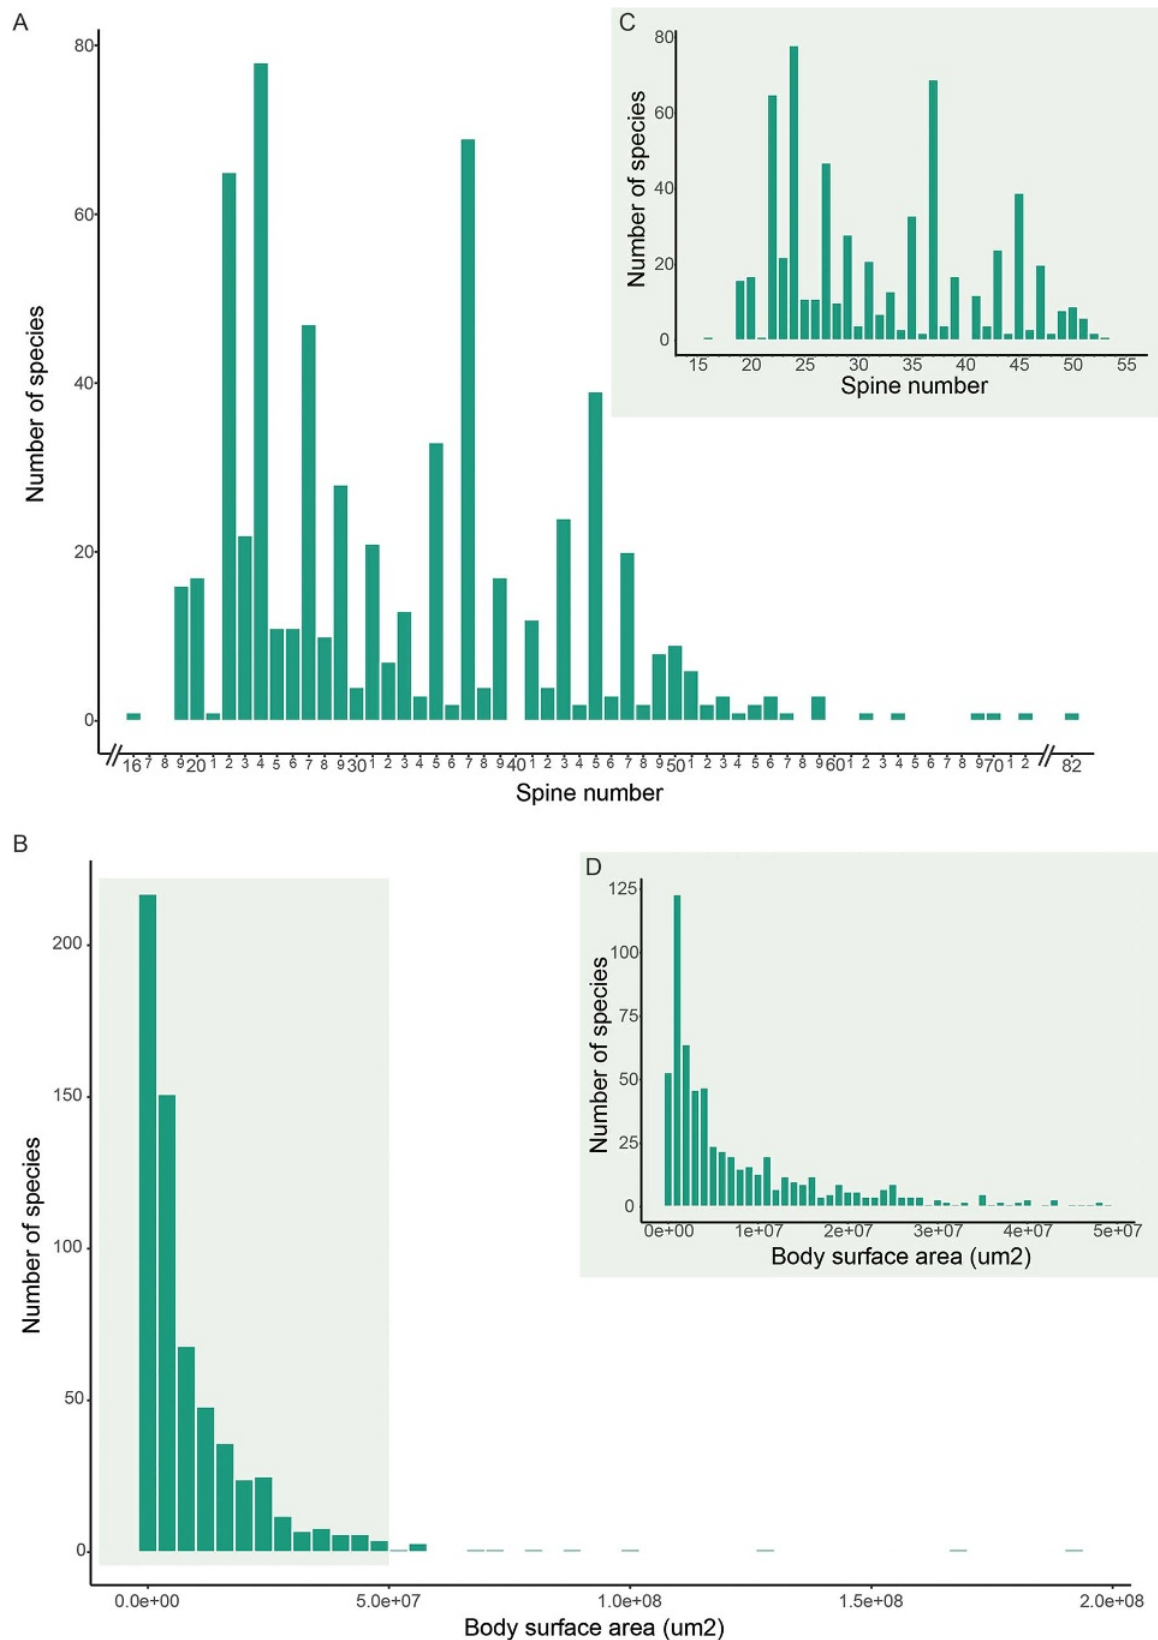 A
80
60
40
20
0
Number of species
16 7 8 9 20 1 2 3 4 5 6 7 8 9 30 1 2 3 4 5 6 7 8 9 40 1 2 3 4 5 6 7 8 9 50 1 2 3 4 5 6 7 8 9 60 1 2 3 4 5 6 7 8 9 70 1 2 82
Spine number
C
80
60
40
20
0
Number of species
15 20 25 30 35 40 45 50 55
Spine number
B
200
150
100
50
0
Number of species
0.0e+00 5.0e+07 1.0e+08 1.5e+08 2.0e+08
Body surface area (um2)
D
125
100
75
50
25
0
Number of species
0e+00 1e+07 2e+07 3e+07 4e+07 5e+07
Body surface area (um2)